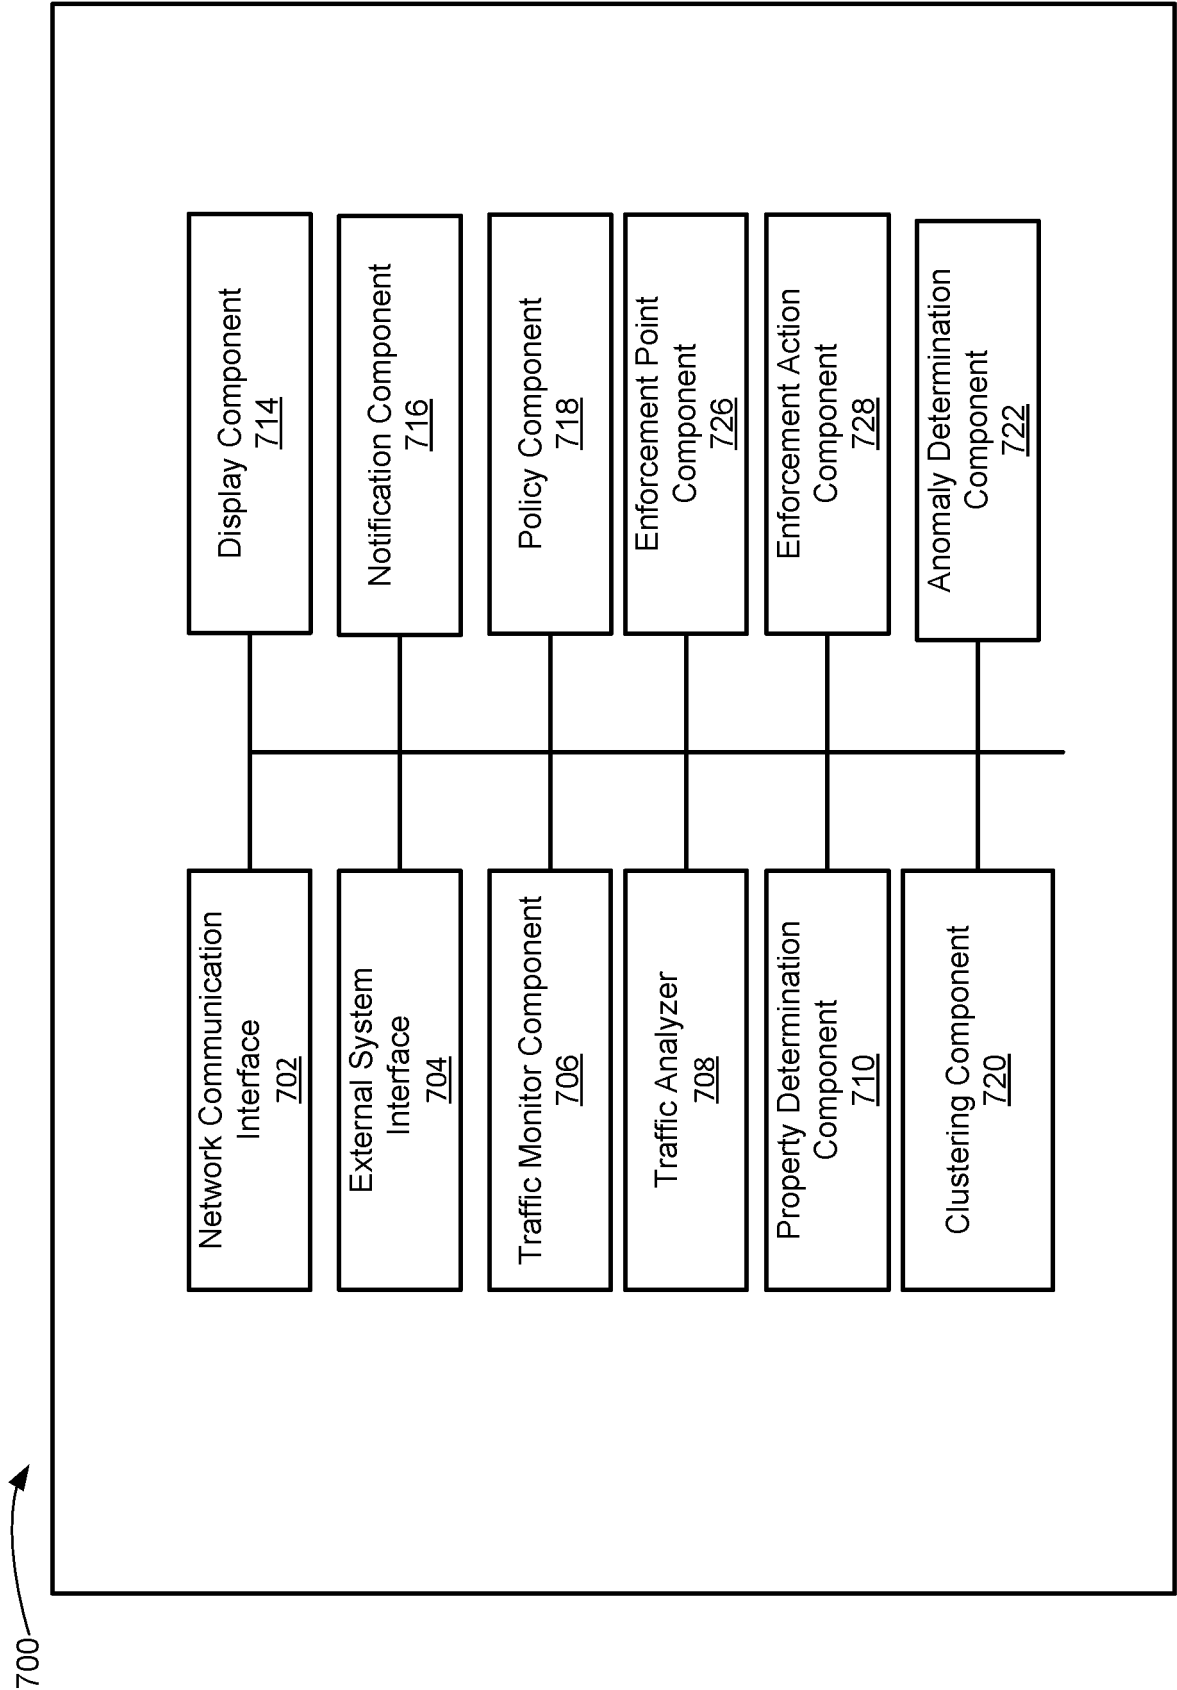 700
Network Communication
Interface
702
Display Component
714
External System
Interface
704
Notification Component
716
Traffic Monitor Component
706
Policy Component
718
Traffic Analyzer
708
Enforcement Point
Component
726
Property Determination
Component
710
Enforcement Action
Component
728
Clustering Component
720
Anomaly Determination
Component
722